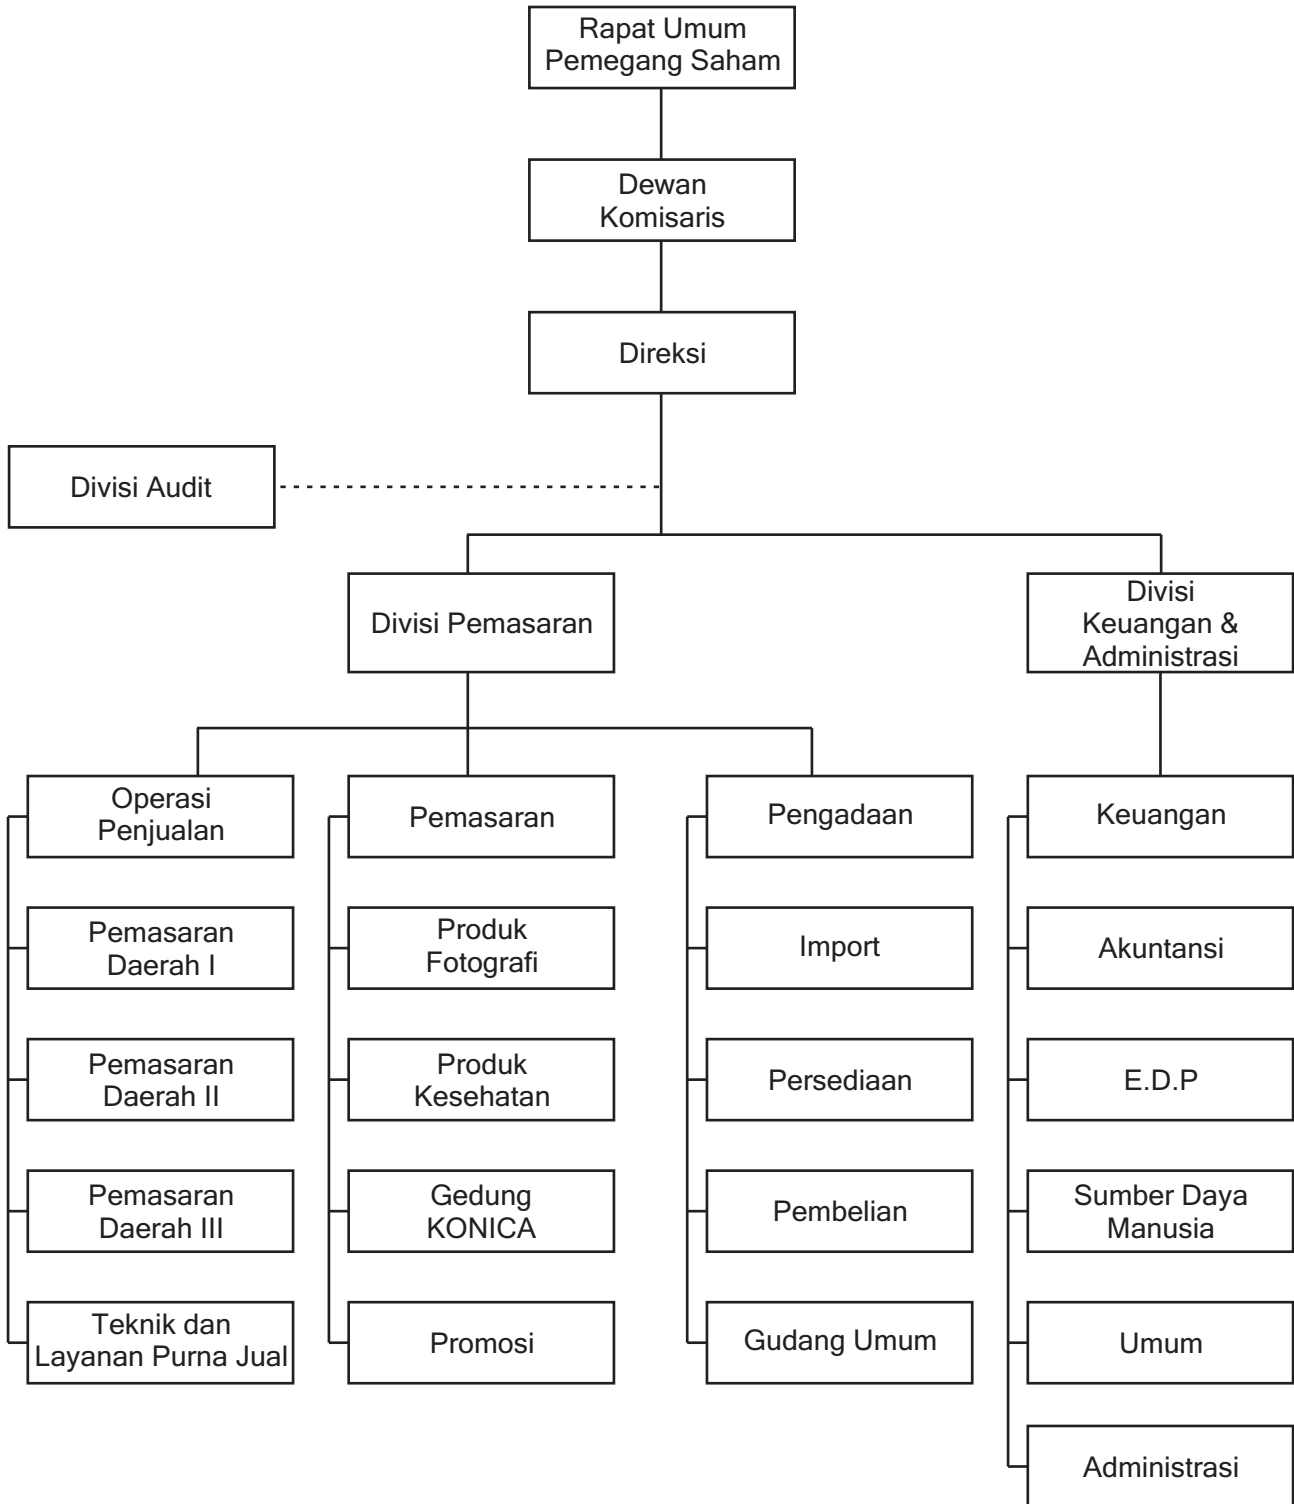 Rapat Umum
Pemegang Saham
Dewan
Komisaris
Direksi
Divisi Audit
Divisi Pemasaran
Divisi
Keuangan &
Administrasi
Operasi
Penjualan
Pemasaran
Daerah I
Pemasaran
Daerah II
Pemasaran
Daerah III
Teknik dan
Layanan Purna Jual
Pemasaran
Produk
Fotografi
Produk
Kesehatan
Gedung
KONICA
Promosi
Pengadaan
Import
Persediaan
Pembelian
Gudang Umum
Keuangan
Akuntansi
E.D.P
Sumber Daya
Manusia
Umum
Administrasi